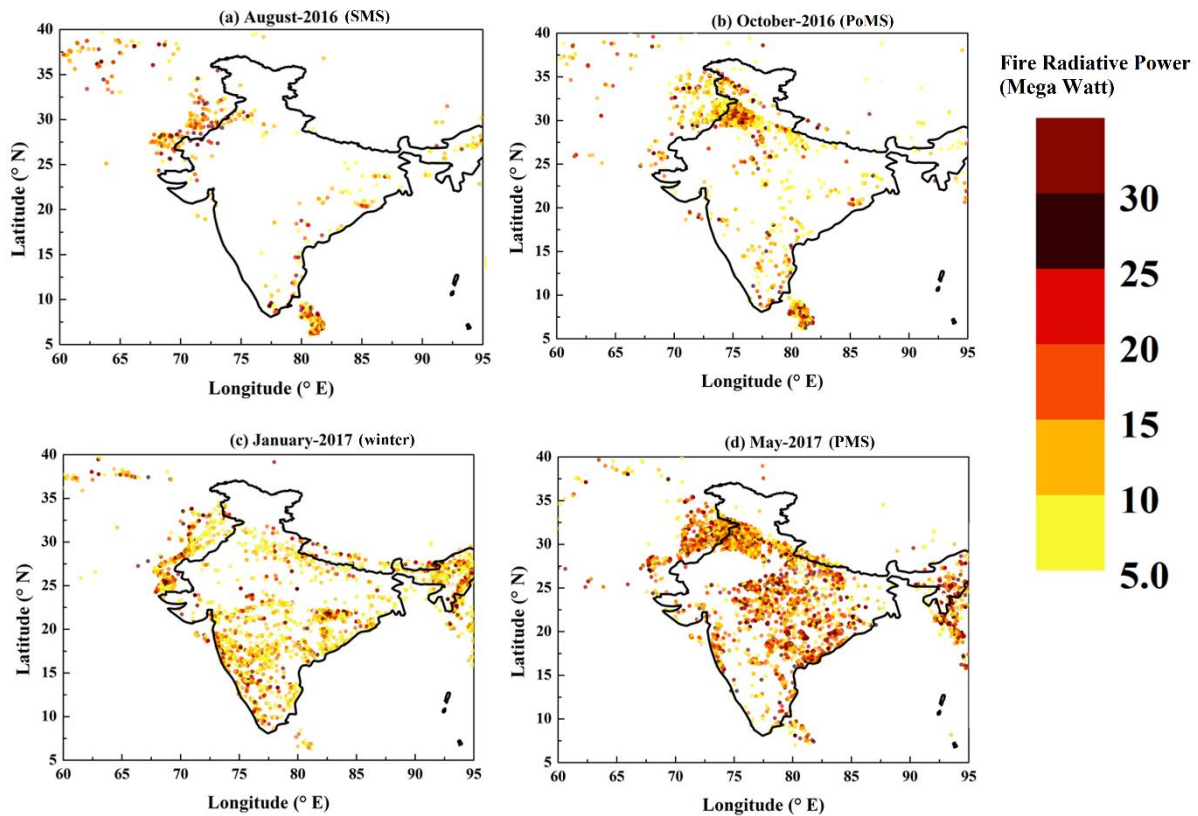 (a) August-2016 (SMS)
40
35
30
25
20
15
10
5
Latitude (° N)
60 65 70 75 80 85 90 95
Longitude (° E)
(b) October-2016 (PoMS)
40
35
30
25
20
15
10
5
Latitude (° N)
60 65 70 75 80 85 90 95
Longitude (° E)
Fire Radiative Power
(Mega Watt)
30
25
20
15
10
5.0
(c) January-2017 (winter)
40
35
30
25
20
15
10
5
Latitude (° N)
60 65 70 75 80 85 90 95
Longitude (° E)
(d) May-2017 (PMS)
40
35
30
25
20
15
10
5
Latitude (° N)
60 65 70 75 80 85 90 95
Longitude (° E)